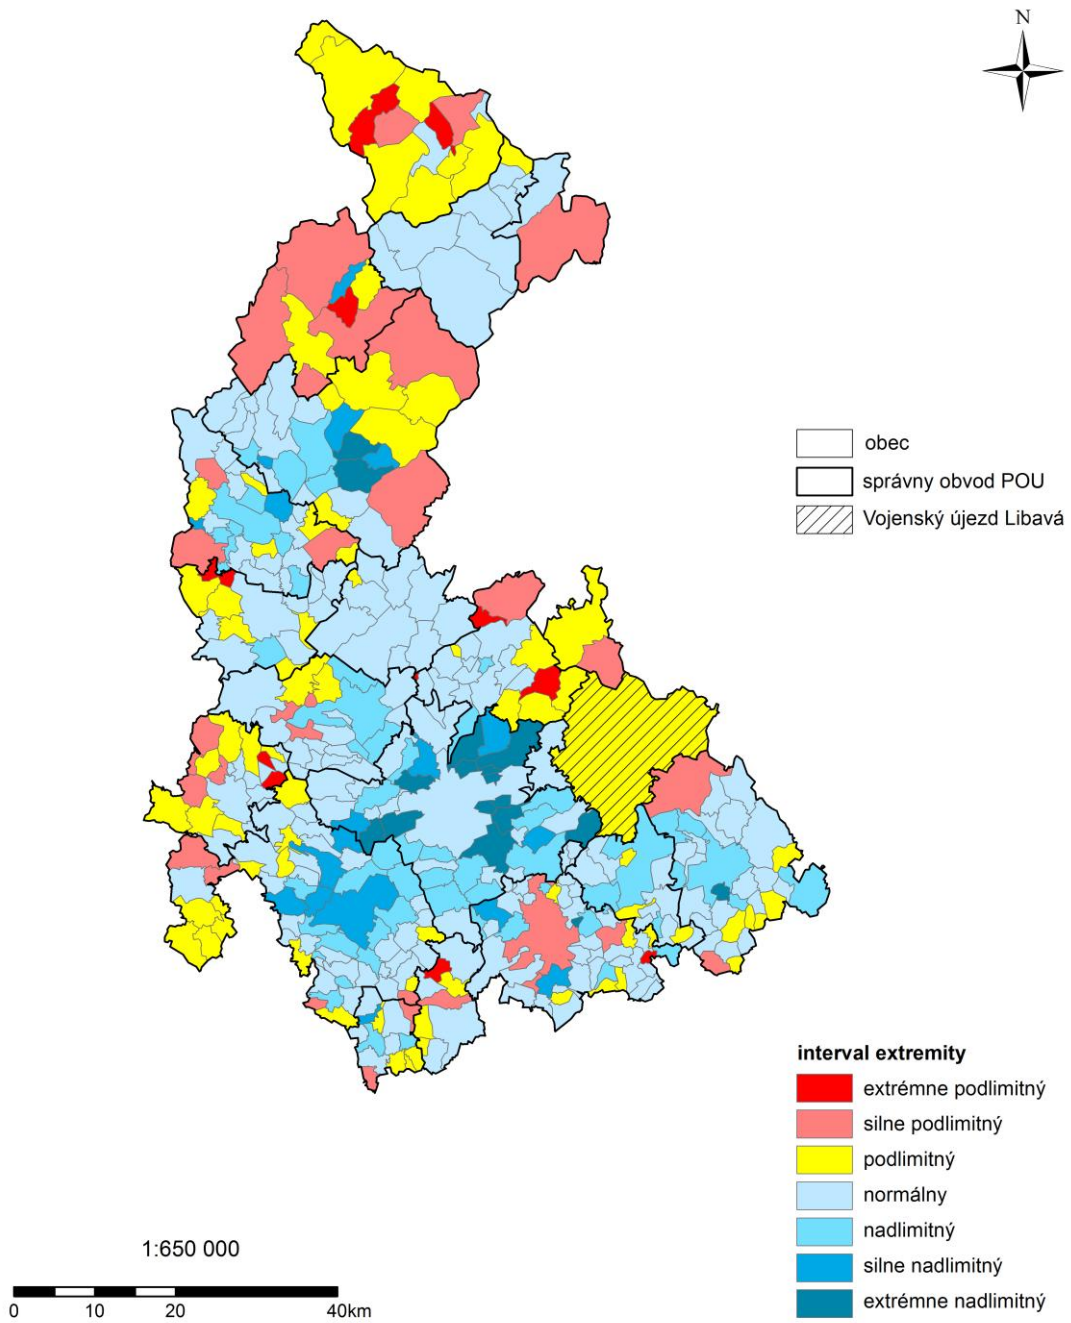 N
obec
správny obvod POU
Vojenský újezd Libavá
interval extremity
extrémne podlimitný
silne podlimitný
podlimitný
normálny
nadlimitný
silne nadlimitný
extrémne nadlimitný
1:650 000
0 10 20 40km